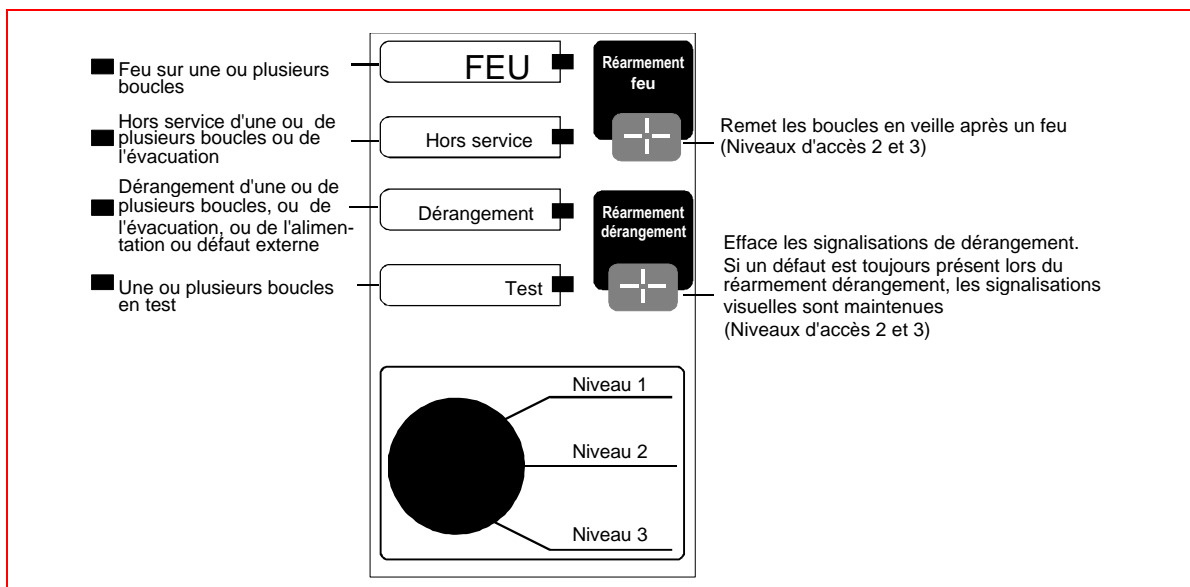 Feu sur une ou plusieurs
boucles
Hors service d'une ou de
plusieurs boucles ou de
l'évacuation
Dérangement d'une ou de
plusieurs boucles, ou de
l'évacuation, ou de l'alimen-
tation ou défaut externe
Une ou plusieurs boucles
en test
FEU
Hors service
Dérangement
Test
Réarmement
feu
Réarmement
dérangement
Remet les boucles en veille après un feu
(Niveaux d'accès 2 et 3)
Efface les signalisations de dérangement.
Si un défaut est toujours présent lors du
réarmement dérangement, les signalisations
visuelles sont maintenues
(Niveaux d'accès 2 et 3)
Niveau 1
Niveau 2
Niveau 3